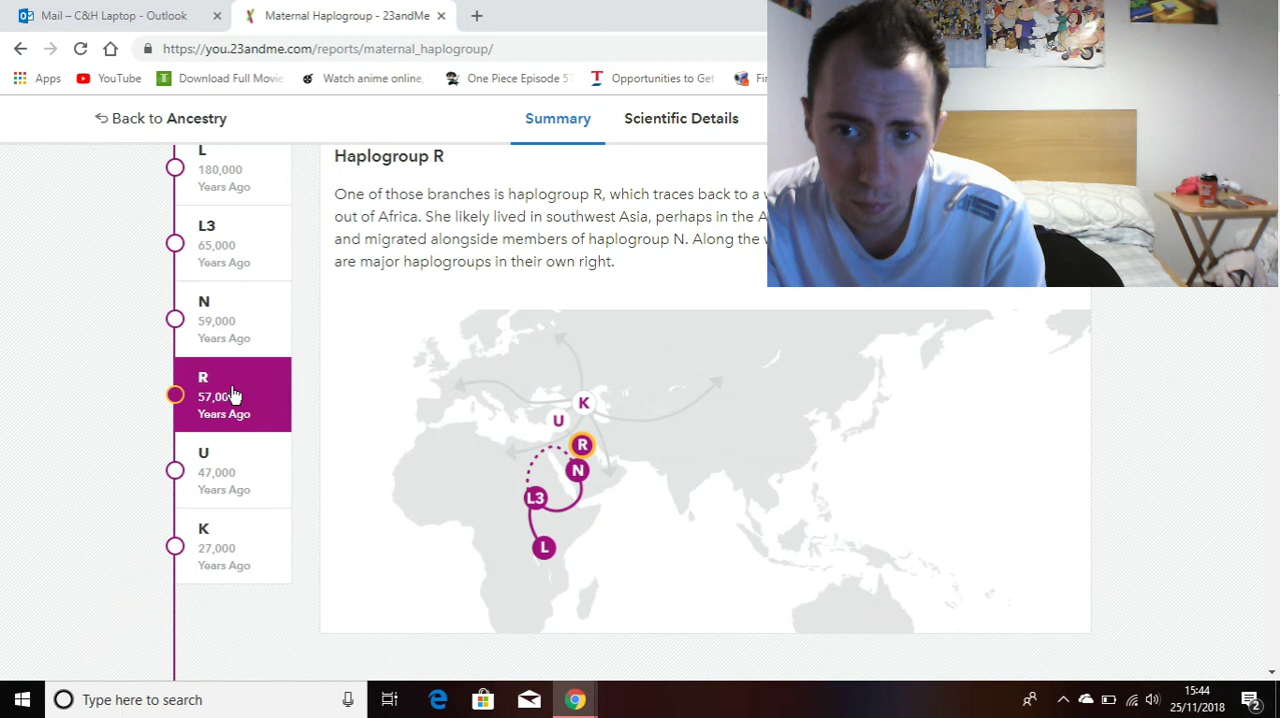 Mail – C&H Laptop - Outlook
Maternal Haplogroup - 23andMe
https://you.23andme.com/reports/maternal_haplogroup/
Apps YouTube Download Full Movie Watch anime online, One Piece Episode 57 Opportunities to Get Fir
Back to Ancestry
Summary
Scientific Details
L
180,000
Years Ago
L3
65,000
Years Ago
N
59,000
Years Ago
R
57,00
Years Ago
U
47,000
Years Ago
K
27,000
Years Ago
Haplogroup R
One of those branches is haplogroup R, which traces back to a w
out of Africa. She likely lived in southwest Asia, perhaps in the A
and migrated alongside members of haplogroup N. Along the w
are major haplogroups in their own right.
K
U
R
N
L3
L
Type here to search
15:44
25/11/2018
2